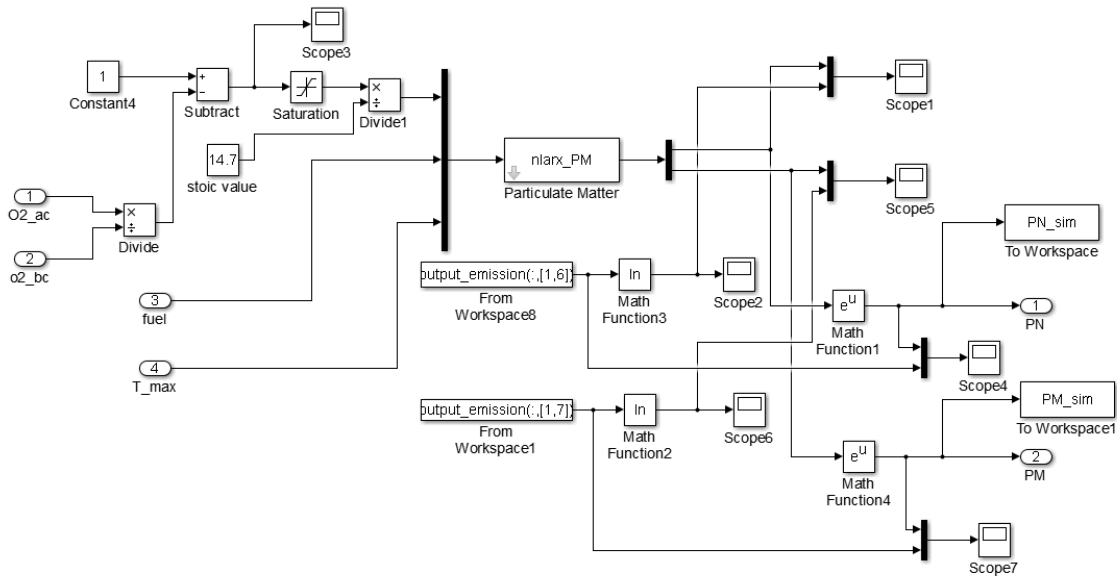 Scope3
1
Constant4
+
−
Subtract
Saturation
×
÷
Divide1
14.7
stoic value
1
O2_ac
×
÷
Divide
2
o2_bc
3
fuel
4
T_max
nlarx_PM
Particulate Matter
Scope1
Scope5
PN_sim
To Workspace
output_emission(:,[1,6])
From
Workspace8
ln
Math
Function3
Scope2
eu
Math
Function1
1
PN
Scope4
output_emission(:,[1,7])
From
Workspace1
ln
Math
Function2
Scope6
PM_sim
To Workspace1
eu
Math
Function4
2
PM
Scope7